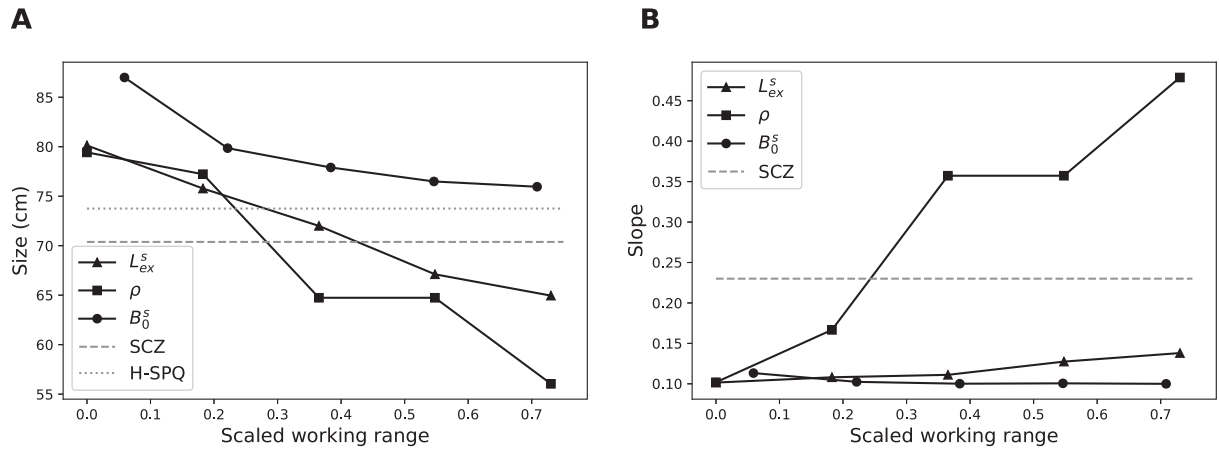 A
Size (cm)
85
80
75
70
65
60
55
L^s_ex
ρ
B^s_0
SCZ
H-SPQ
0.0 0.1 0.2 0.3 0.4 0.5 0.6 0.7
Scaled working range
B
Slope
0.45
0.40
0.35
0.30
0.25
0.20
0.15
0.10
L^s_ex
ρ
B^s_0
SCZ
0.0 0.1 0.2 0.3 0.4 0.5 0.6 0.7
Scaled working range